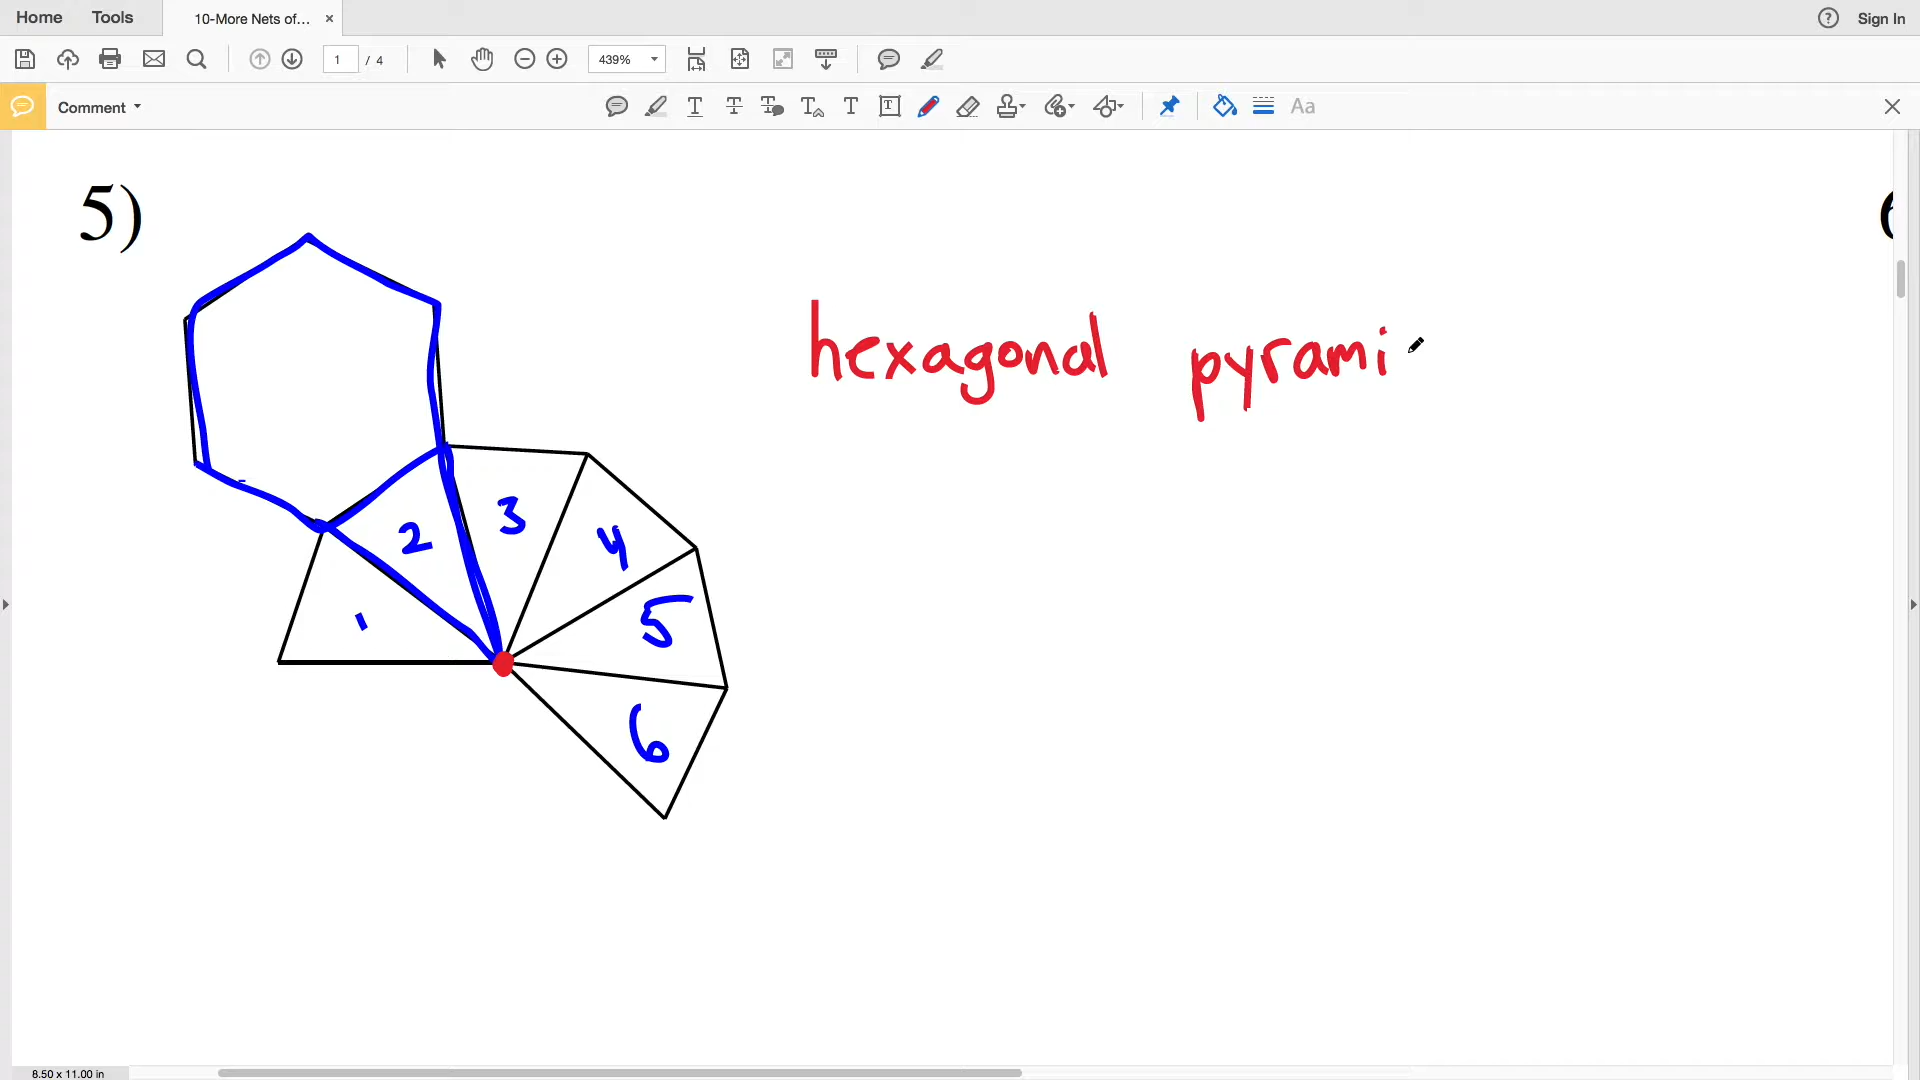 Home Tools 10-More Nets of... × ? Sign In
1 / 4 439%
Comment T T T T T T Aa
5)
hexagonal pyrami
2 3 4
1 5
6
8.50 x 11.00 in